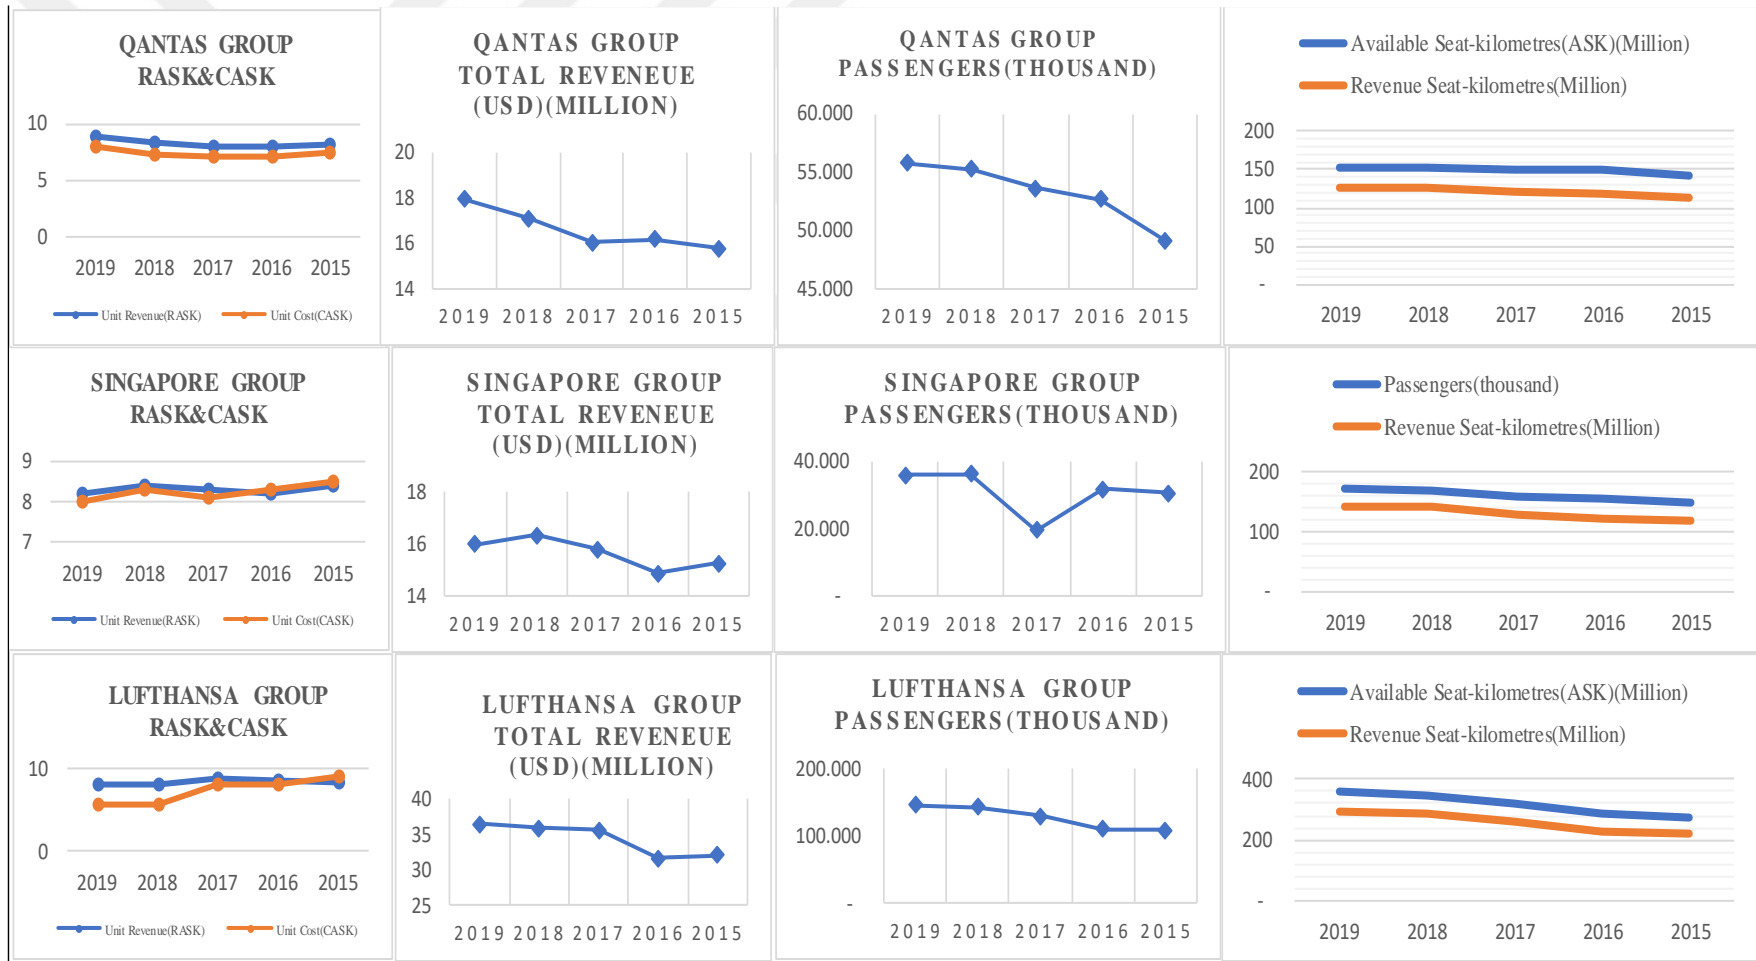 QANTAS GROUP
RASK&CASK
10
5
0
2019 2018 2017 2016 2015
Unit Revenue(RASK) Unit Cost(CASK)
QANTAS GROUP
TOTAL REVENEUE
(USD)(MILLION)
20
18
16
14
2019 2018 2017 2016 2015
QANTAS GROUP
PASSENGERS(THOUSAND)
60.000
55.000
50.000
45.000
2019 2018 2017 2016 2015
Available Seat-kilometres(ASK)(Million)
Revenue Seat-kilometres(Million)
200
150
100
50
-
2019 2018 2017 2016 2015
SINGAPORE GROUP
RASK&CASK
9
8
7
2019 2018 2017 2016 2015
Unit Revenue(RASK) Unit Cost(CASK)
SINGAPORE GROUP
TOTAL REVENEUE
(USD)(MILLION)
18
16
14
2019 2018 2017 2016 2015
SINGAPORE GROUP
PASSENGERS(THOUSAND)
40.000
20.000
-
2019 2018 2017 2016 2015
Passengers(thousand)
Revenue Seat-kilometres(Million)
200
100
-
2019 2018 2017 2016 2015
LUFTHANSA GROUP
RASK&CASK
10
0
2019 2018 2017 2016 2015
Unit Revenue(RASK) Unit Cost(CASK)
LUFTHANSA GROUP
TOTAL REVENEUE
(USD)(MILLION)
40
35
30
25
2019 2018 2017 2016 2015
LUFTHANSA GROUP
PASSENGERS(THOUSAND)
200.000
100.000
-
2019 2018 2017 2016 2015
Available Seat-kilometres(ASK)(Million)
Revenue Seat-kilometres(Million)
400
200
-
2019 2018 2017 2016 2015